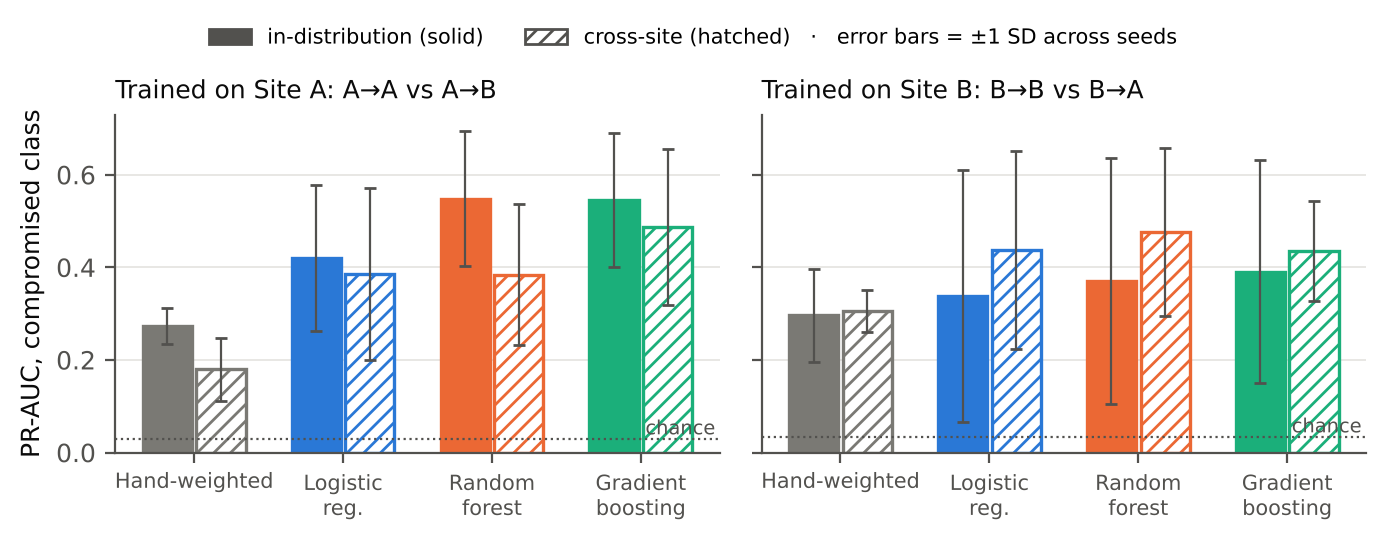 in-distribution (solid) cross-site (hatched) · error bars = ±1 SD across seeds
Trained on Site A: A→A vs A→B
Trained on Site B: B→B vs B→A
PR-AUC, compromised class
0.6
0.4
0.2
0.0
chance
chance
Hand-weighted
Logistic
reg.
Random
forest
Gradient
boosting
Hand-weighted
Logistic
reg.
Random
forest
Gradient
boosting